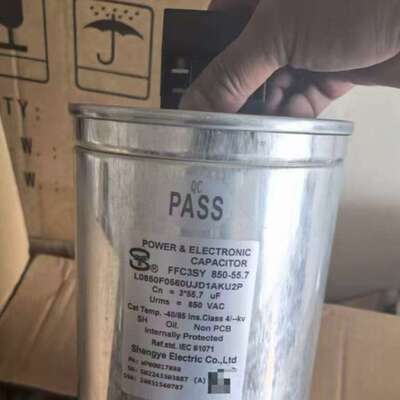 TY
W
W
QC
PASS
POWER & ELECTRONIC
CAPACITOR
FFC3SY 850-55.7
L0850F0560UJD1AKU2P
Cn = 3*55.7 uF
Urms = 850 VAC
Cat Temp. -40/85 ins.Class 4/--kv
SH Oil. Non PCB
Internally Protected
Ref.std. IEC 61071
Shengye Electric Co.,Ltd